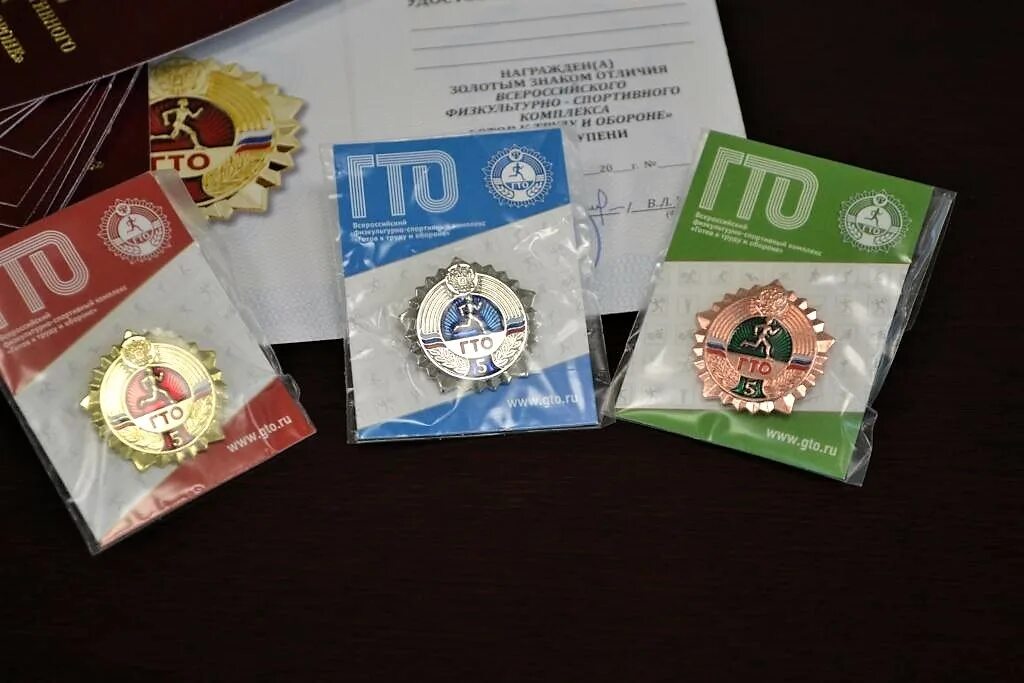 ТИВНОГО
НАГРАЖДЕН(А)
ЗОЛОТЫМ ЗНАКОМ ОТЛИЧИЯ
ВСЕРОССИЙСКОГО
ФИЗКУЛЬТУРНО - СПОРТИВНОГО
КОМПЛЕКСА
ТРУДУ И ОБОРОНЕ»
20 г. №
В.Л.
ГТО
ГТО
ГТО
Всероссийский
физкультурно-спортивный комплекс
«Готов к труду и обороне»
ГТО
5
www.gto.ru
ГТО
ГТО
Всероссийский
физкультурно-спортивный комплекс
«Готов к труду и обороне»
ГТО
5
www.gto.ru
ГТО
ГТО
Всероссийский
физкультурно-спортивный комплекс
«Готов к труду и обороне»
ГТО
5
www.gto.ru